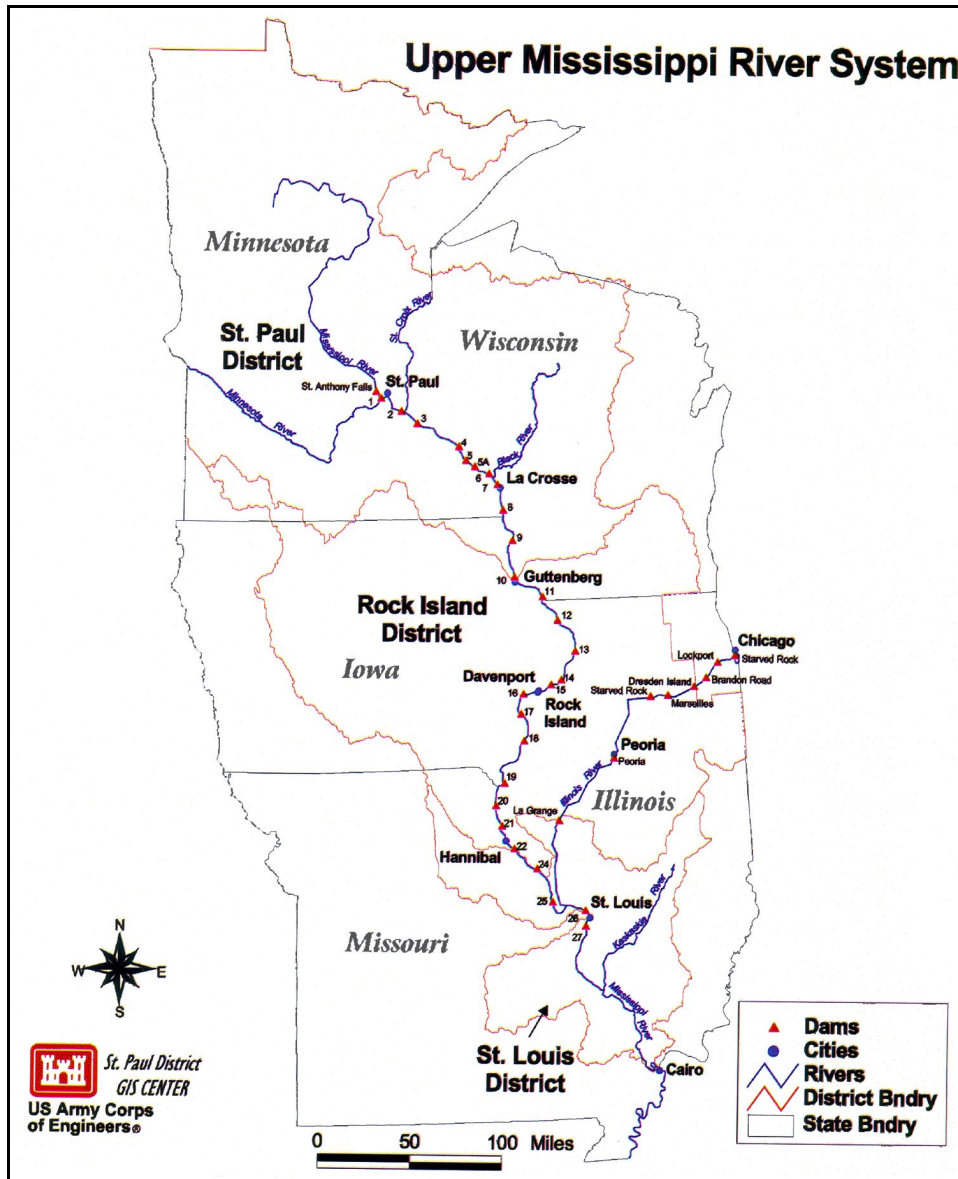 Upper Mississippi River System
Minnesota
St. Croix River
Wisconsin
St. Paul
District
Mississippi River
St. Anthony Falls
St. Paul
1
2
3
Minnesota River
4
5
5A
6
7
Black River
La Crosse
8
9
10
Guttenberg
11
Rock Island
District
12
Iowa
13
Chicago
Lockport
Starved Rock
Davenport
14
15
16
Rock
Island
Dresden Island
Brandon Road
Starved Rock
Marseilles
17
18
Peoria
Peoria
19
Illinois River
Illinois
20
La Grange
21
Hannibal
22
24
25
St. Louis
26
27
Kaskaskia River
Missouri
Mississippi River
N
W
E
S
St. Louis
District
Cairo
St. Paul District
GIS CENTER
US Army Corps
of Engineers®
0 50 100 Miles
Dams
Cities
Rivers
District Bndry
State Bndry